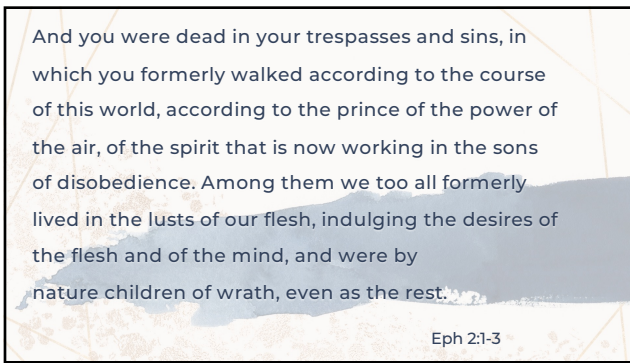 And you were dead in your trespasses and sins, in
which you formerly walked according to the course
of this world, according to the prince of the power of
the air, of the spirit that is now working in the sons
of disobedience. Among them we too all formerly
lived in the lusts of our flesh, indulging the desires of
the flesh and of the mind, and were by
nature children of wrath, even as the rest.
Eph 2:1-3